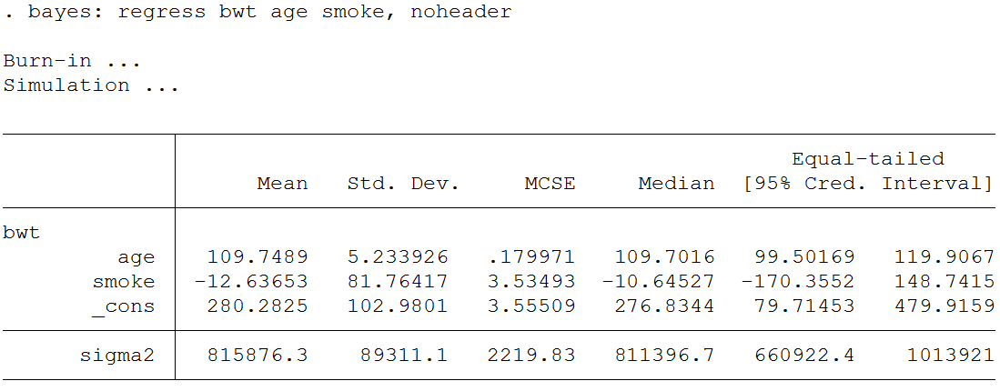 . bayes: regress bwt age smoke, noheader
Burn-in ...
Simulation ...
Equal-tailed
Mean Std. Dev. MCSE Median [95% Cred. Interval]
bwt
age 109.7489 5.233926 .179971 109.7016 99.50169 119.9067
smoke -12.63653 81.76417 3.53493 -10.64527 -170.3552 148.7415
_cons 280.2825 102.9801 3.55509 276.8344 79.71453 479.9159
sigma2 815876.3 89311.1 2219.83 811396.7 660922.4 1013921